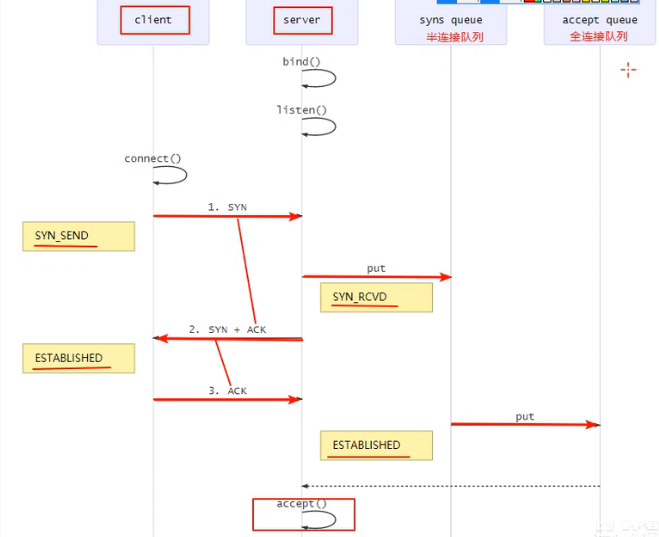 client
server
syns queue
accept queue
半连接队列
全连接队列
bind()
listen()
connect()
1. SYN
SYN_SEND
put
SYN_RCVD
2. SYN + ACK
ESTABLISHED
3. ACK
put
ESTABLISHED
accept()